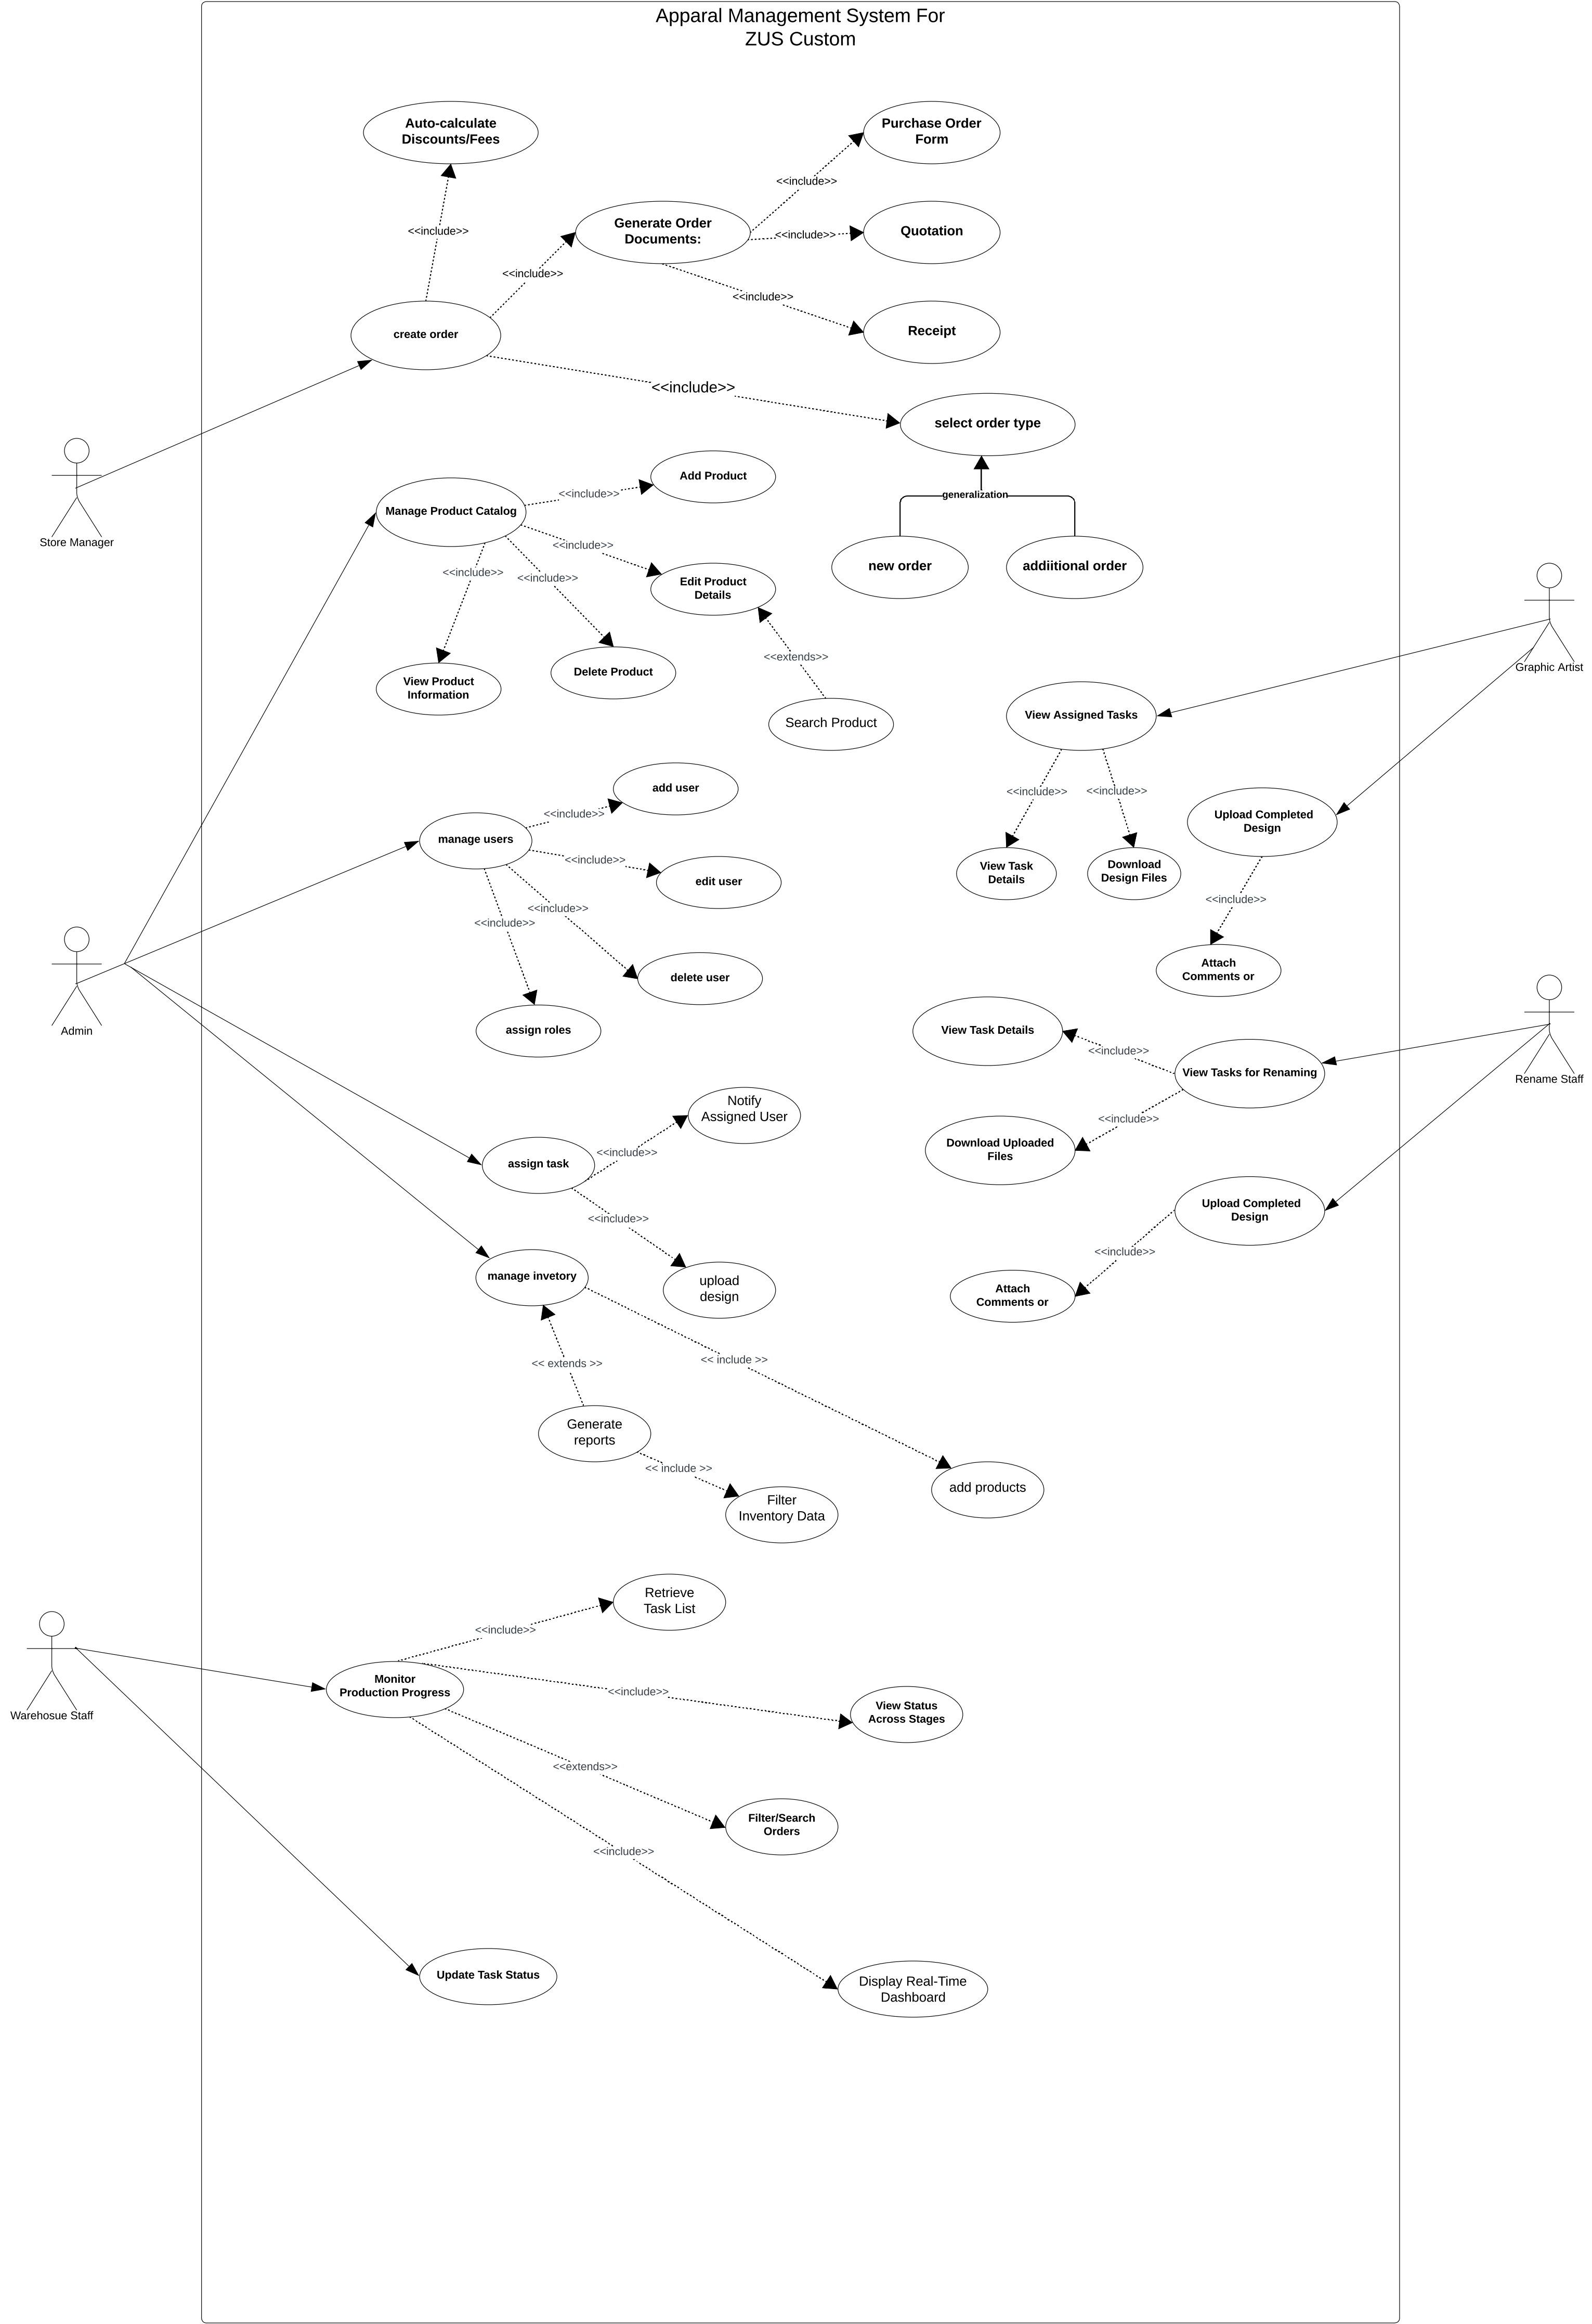 Apparal Management System For
ZUS Custom
Auto-calculate
Discounts/Fees
Purchase Order
Form
<<include>>
Generate Order
Documents:
Quotation
<<include>>
<<include>>
<<include>>
<<include>>
Receipt
create order
<<include>>
select order type
generalization
new order
addiitional order
Store Manager
Manage Product Catalog
<<include>>
Add Product
<<include>>
Edit Product
Details
<<include>>
<<include>>
View Product
Information
Delete Product
<<extends>>
Search Product
Graphic Artist
View Assigned Tasks
<<include>>
<<include>>
View Task
Details
Download
Design Files
Upload Completed
Design
<<include>>
Attach
Comments or
add user
<<include>>
manage users
<<include>>
edit user
<<include>>
<<include>>
delete user
assign roles
Admin
View Task Details
<<include>>
View Tasks for Renaming
Rename Staff
<<include>>
Download Uploaded
Files
Upload Completed
Design
<<include>>
Attach
Comments or
Notify
Assigned User
<<include>>
assign task
<<include>>
upload
design
manage invetory
<< extends >>
<< include >>
Generate
reports
<< include >>
Filter
Inventory Data
add products
Retrieve
Task List
<<include>>
Monitor
Production Progress
Warehosue Staff
<<include>>
View Status
Across Stages
<<extends>>
Filter/Search
Orders
<<include>>
Update Task Status
Display Real-Time
Dashboard